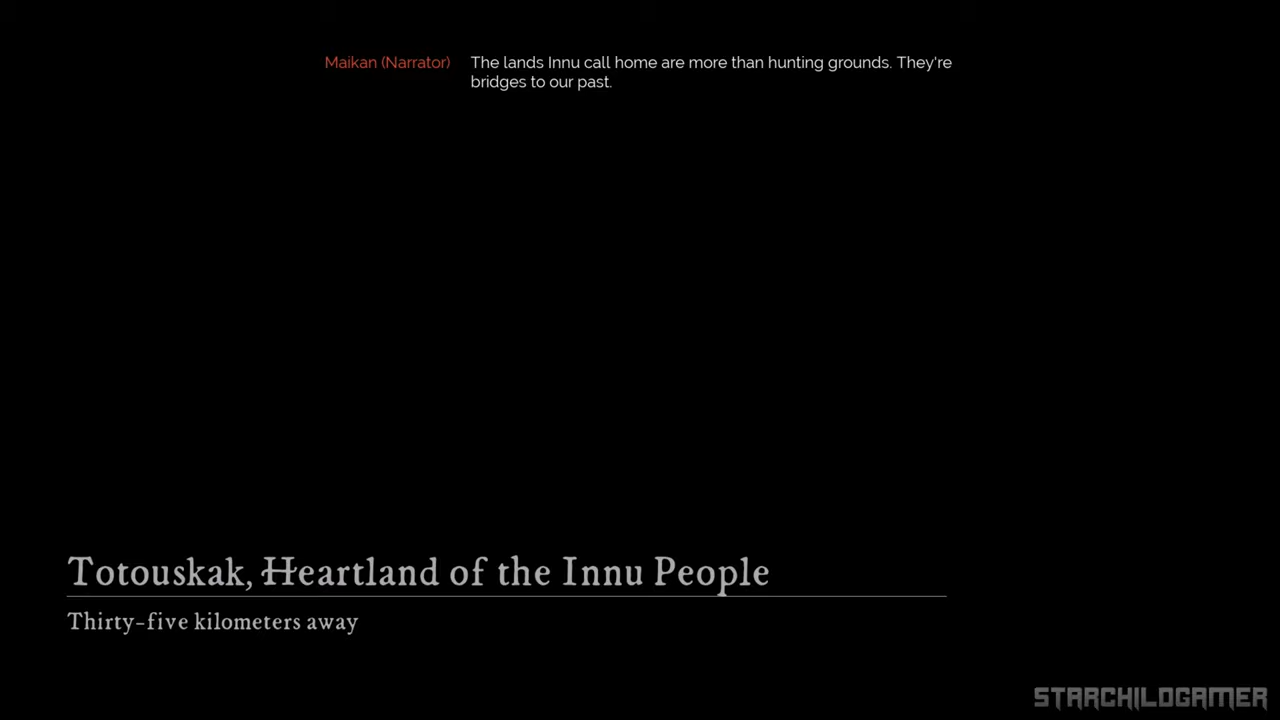 Maikan (Narrator) The lands Innu call home are more than hunting grounds. They're
bridges to our past.
Totouskak, Heartland of the Innu People
Thirty-five kilometers away
STARCHILDGAMER